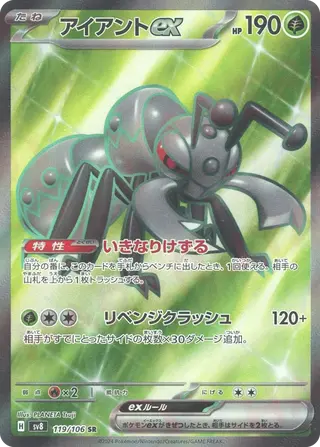 たね アイアントex HP 190
特性 いきなりけずる
自分の番に、このカードを手札からベンチに出したとき、1回使える。相手の
山札を上から1枚トラッシュする。
リベンジクラッシュ 120+
相手がすでにとったサイドの枚数×30ダメージ追加。
弱点 ×2 抵抗力 にげる
Illus. PLANETA Tsuji
exルール
ポケモンexがきぜつしたとき、相手はサイドを2枚とる。
H sv8 119/106 SR
©2024 Pokémon/Nintendo/Creatures/GAME FREAK.